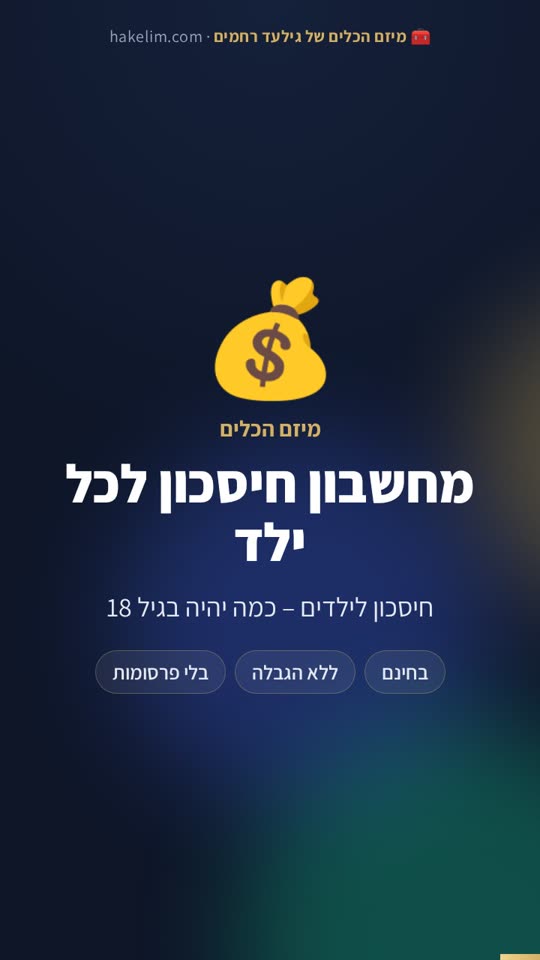 🧰 מיזם הכלים של גילעד רחמים · hakelim.com
מיזם הכלים
מחשבון חיסכון לכל
ילד
חיסכון לילדים – כמה יהיה בגיל 18
בחינם
ללא הגבלה
בלי פרסומות